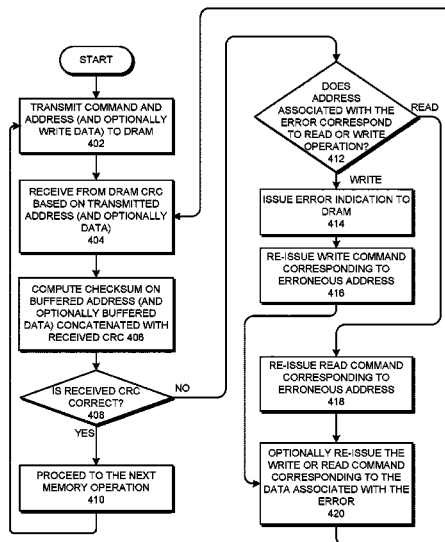 START
TRANSMIT COMMAND AND
ADDRESS (AND OPTIONALLY
WRITE DATA) TO DRAM
402
RECEIVE FROM DRAM CRC
BASED ON TRANSMITTED
ADDRESS (AND OPTIONALLY
DATA)
404
COMPUTE CHECKSUM ON
BUFFERED ADDRESS (AND
OPTIONALLY BUFFERED
DATA) CONCATENATED WITH
RECEIVED CRC 406
IS RECEIVED CRC
CORRECT?
408
NO
YES
PROCEED TO THE NEXT
MEMORY OPERATION
410
DOES
ADDRESS
ASSOCIATED WITH THE
ERROR CORRESPOND
TO READ OR WRITE
OPERATION?
412
READ
WRITE
ISSUE ERROR INDICATION TO
DRAM
414
RE-ISSUE WRITE COMMAND
CORRESPONDING TO
ERRONEOUS ADDRESS
416
RE-ISSUE READ COMMAND
CORRESPONDING TO
ERRONEOUS ADDRESS
418
OPTIONALLY RE-ISSUE THE
WRITE OR READ COMMAND
CORRESPONDING TO THE
DATA ASSOCIATED WITH THE
ERROR
420